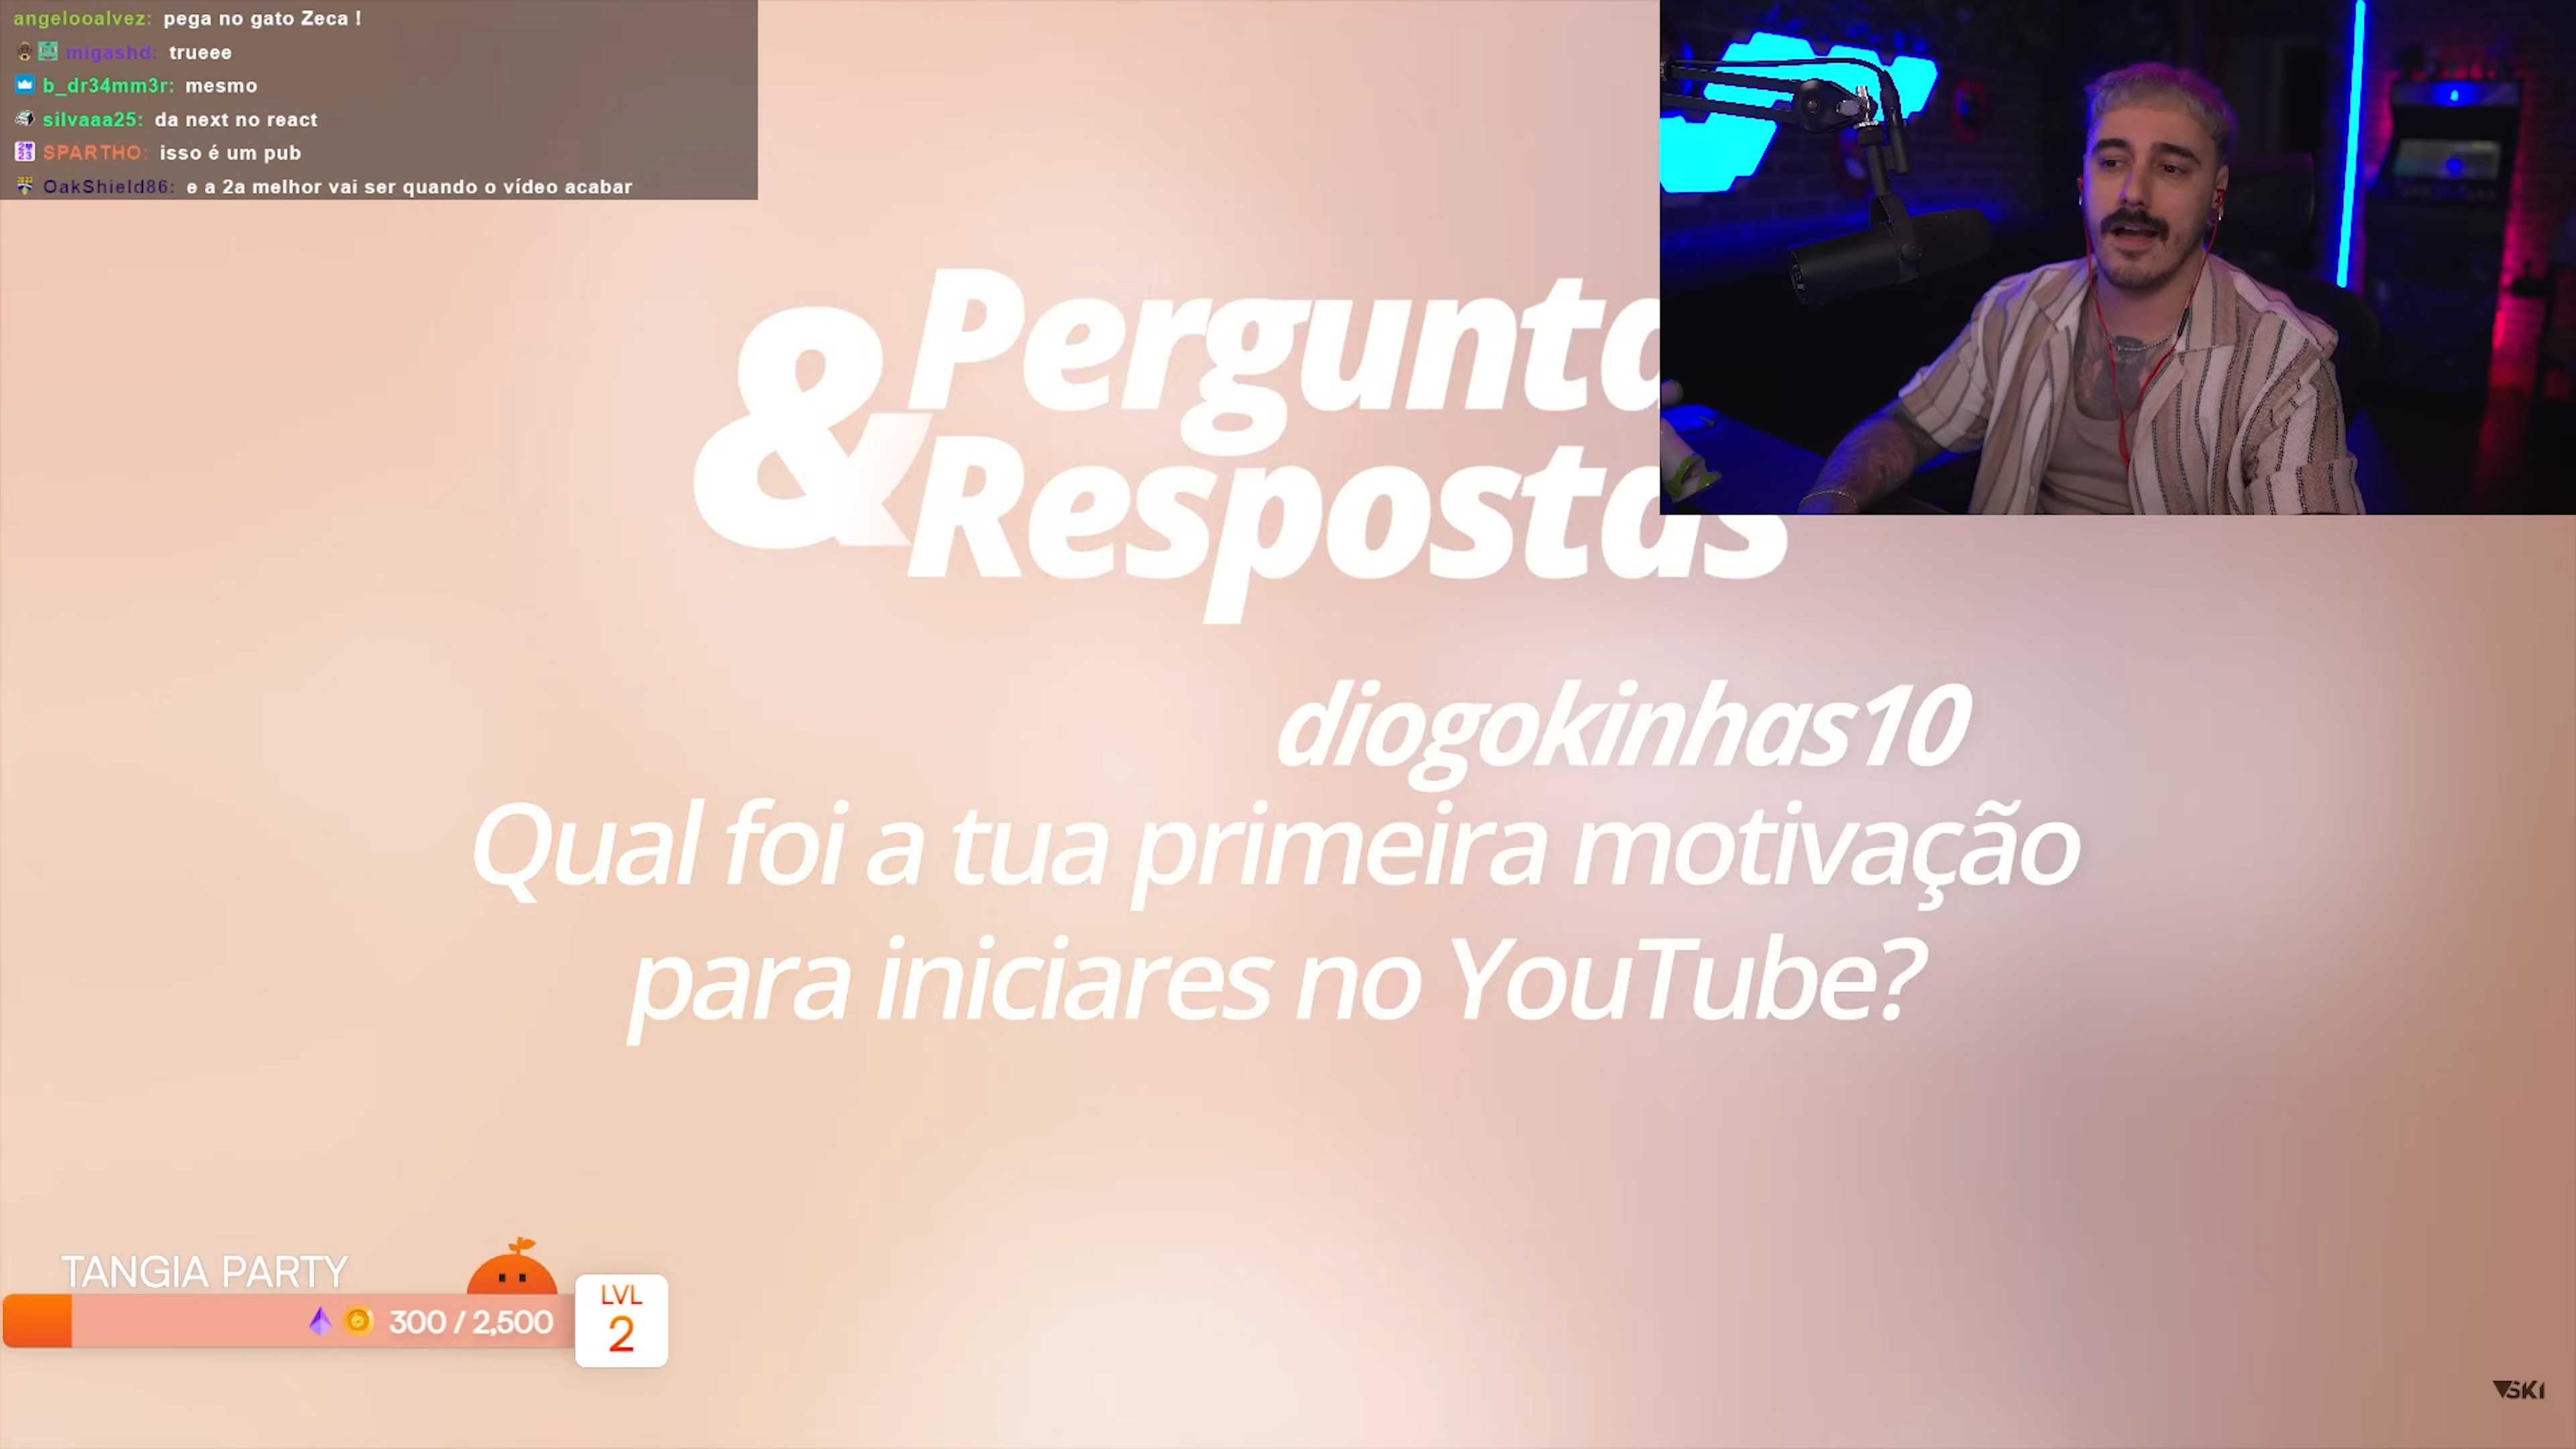 angelooalvez: pega no gato Zeca !
migashd: trueee
b_dr34mm3r: mesmo
silvaaa25: da next no react
SPARTHO: isso é um pub
OakShield86: e a 2a melhor vai ser quando o vídeo acabar
& Pergunta
Respostas
diogokinhas10
Qual foi a tua primeira motivação
para iniciares no YouTube?
TANGIA PARTY
300 / 2,500
LVL
2